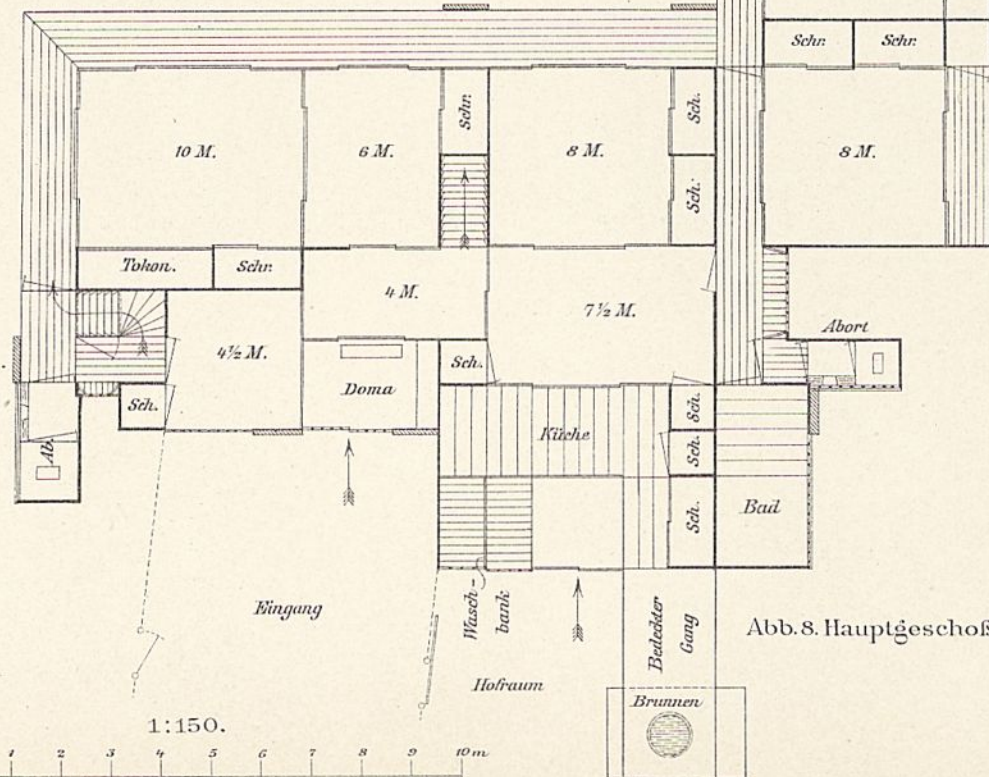 Schr.
Schr.
10 M.
6 M.
Schr.
8 M.
Sch.
8 M.
Sch.
Tokon.
Schr.
4 M.
7½ M.
Abort
4½ M.
Sch.
Doma
Sch.
Sch.
Küche
Sch.
Ab.
Sch.
Bad
Eingang
Wasch-
bank
Bedeckter
Gang
Abb. 8. Hauptgeschoß
Hofraum
Brunnen
1:150.
1 2 3 4 5 6 7 8 9 10 m